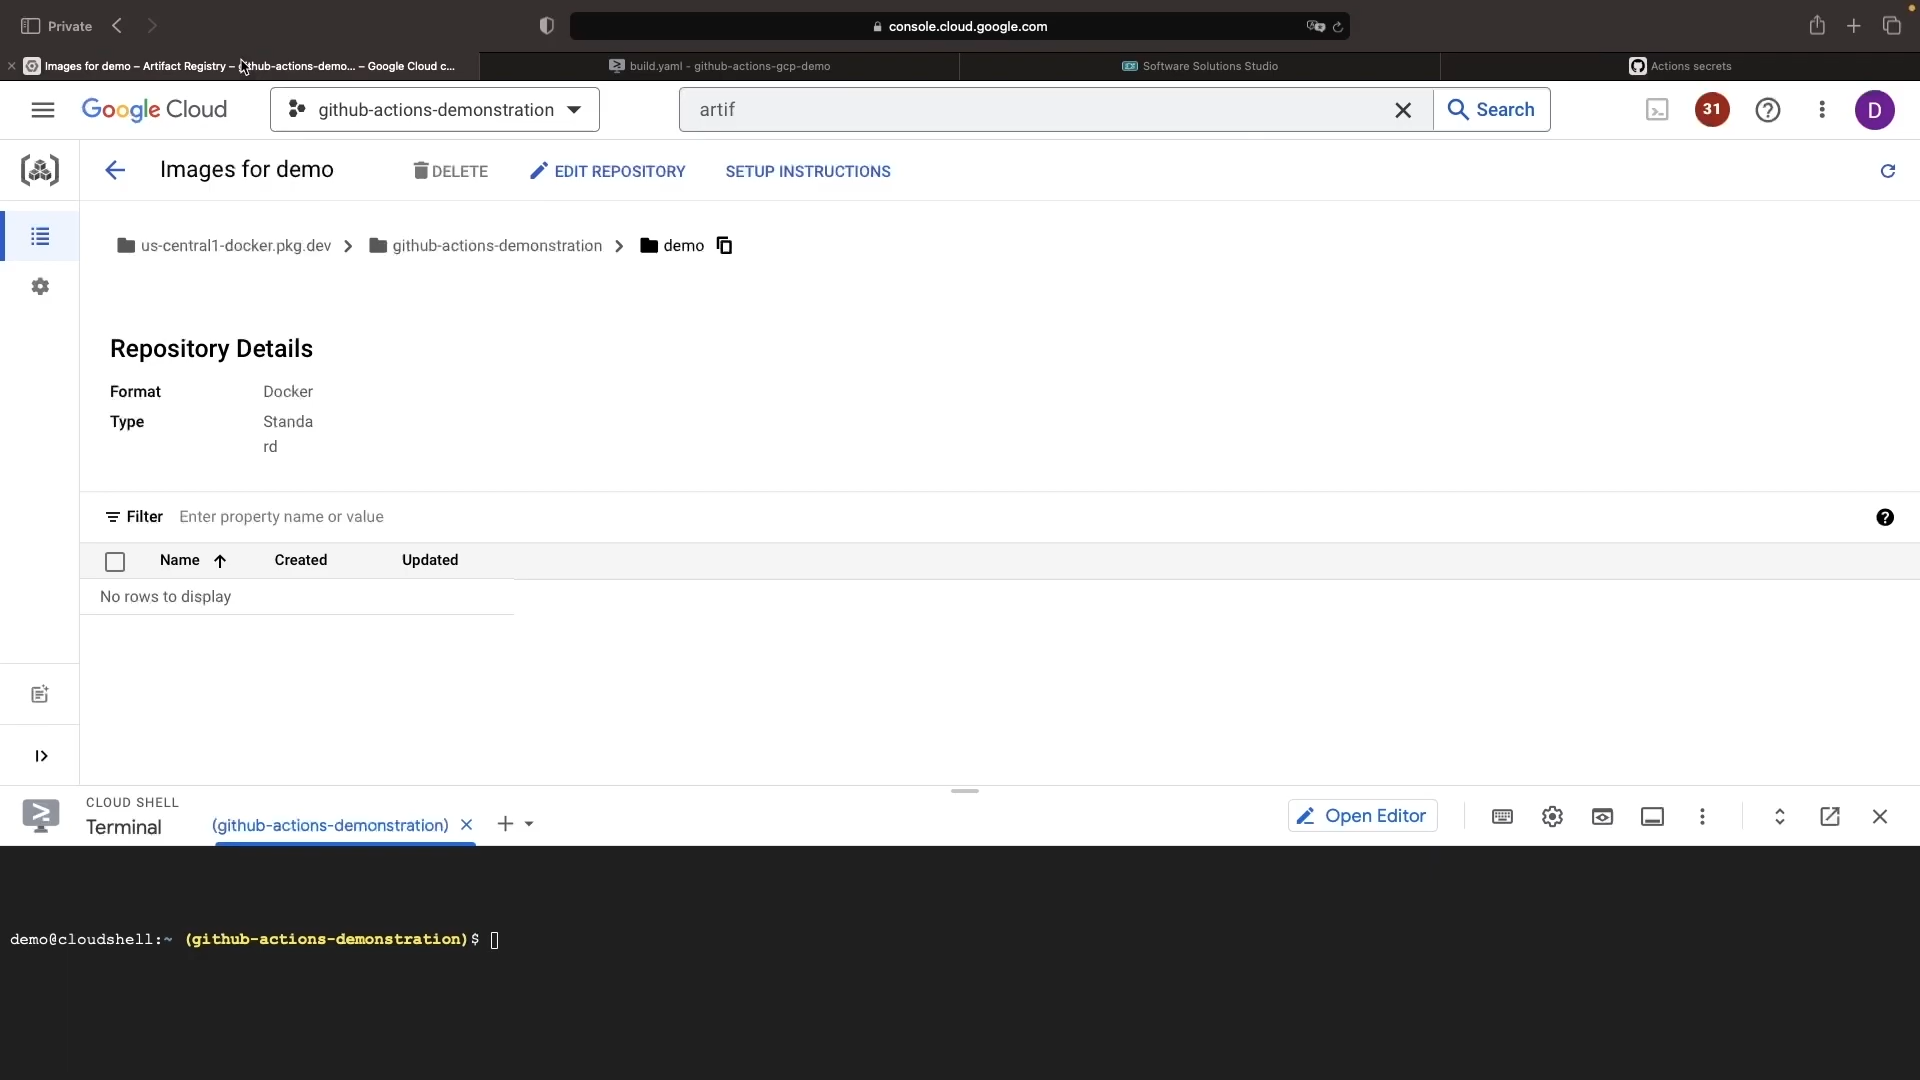 Private
console.cloud.google.com
Images for demo – Artifact Registry – github-actions-demo... – Google Cloud c...
build.yaml - github-actions-gcp-demo
Software Solutions Studio
Actions secrets
Google Cloud
github-actions-demonstration
artif
Search
31
D
Images for demo
DELETE
EDIT REPOSITORY
SETUP INSTRUCTIONS
us-central1-docker.pkg.dev
github-actions-demonstration
demo
Repository Details
Format
Docker
Type
Standa
rd
Filter
Enter property name or value
Name
Created
Updated
No rows to display
CLOUD SHELL
Terminal
(github-actions-demonstration)
Open Editor
demo@cloudshell:~ (github-actions-demonstration)$